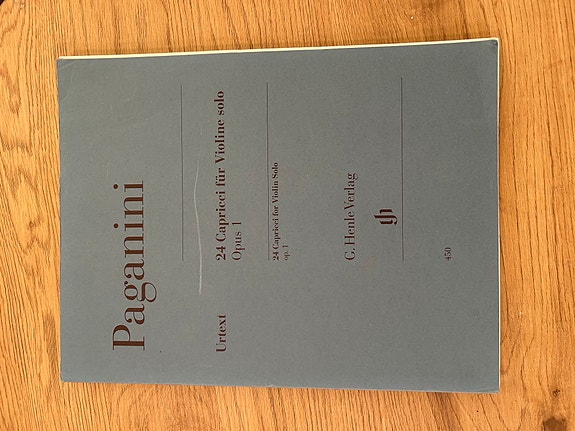 Paganini
Urtext
24 Capricci für Violine solo
Opus 1
24 Capricci for Violin Solo
op. 1
G. Henle Verlag
450